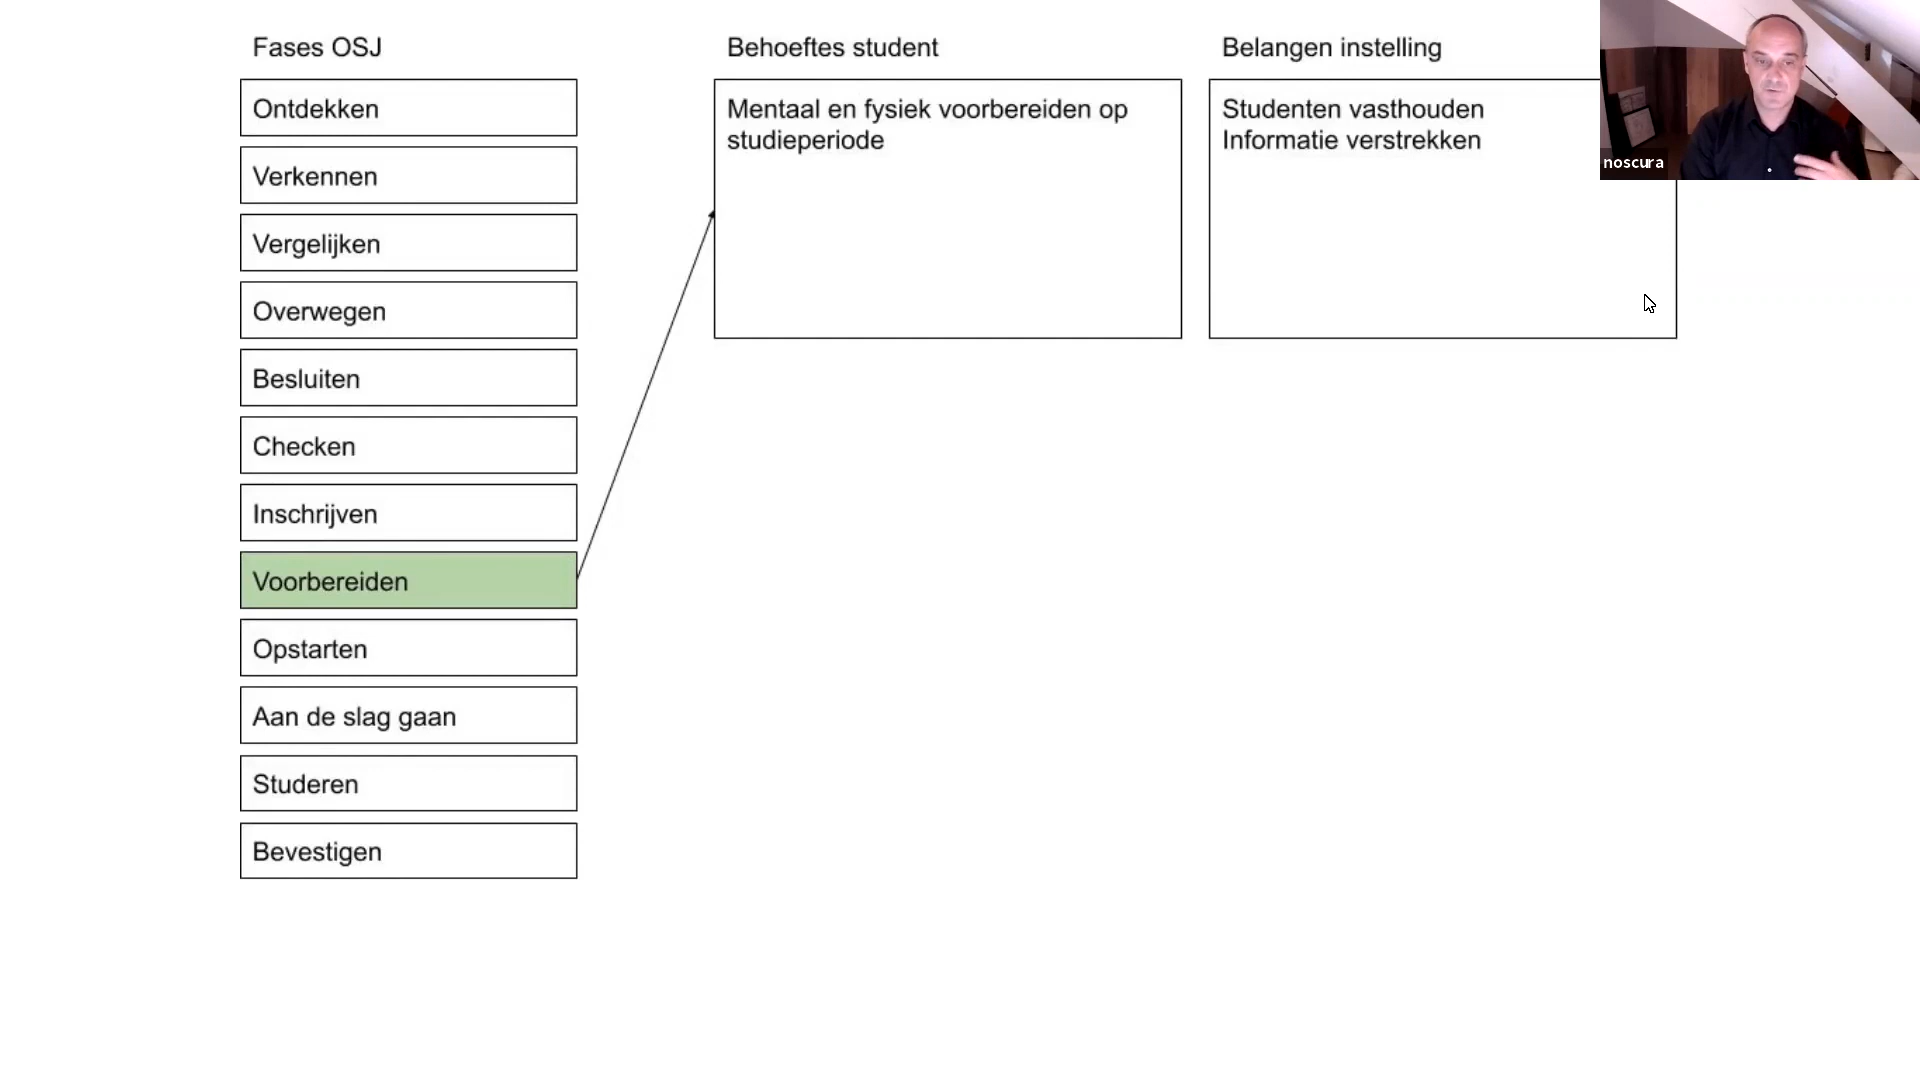 Fases OSJ
Ontdekken
Verkennen
Vergelijken
Overwegen
Besluiten
Checken
Inschrijven
Voorbereiden
Opstarten
Aan de slag gaan
Studeren
Bevestigen
Behoeftes student
Mentaal en fysiek voorbereiden op
studieperiode
Belangen instelling
Studenten vasthouden
Informatie verstrekken
noscura